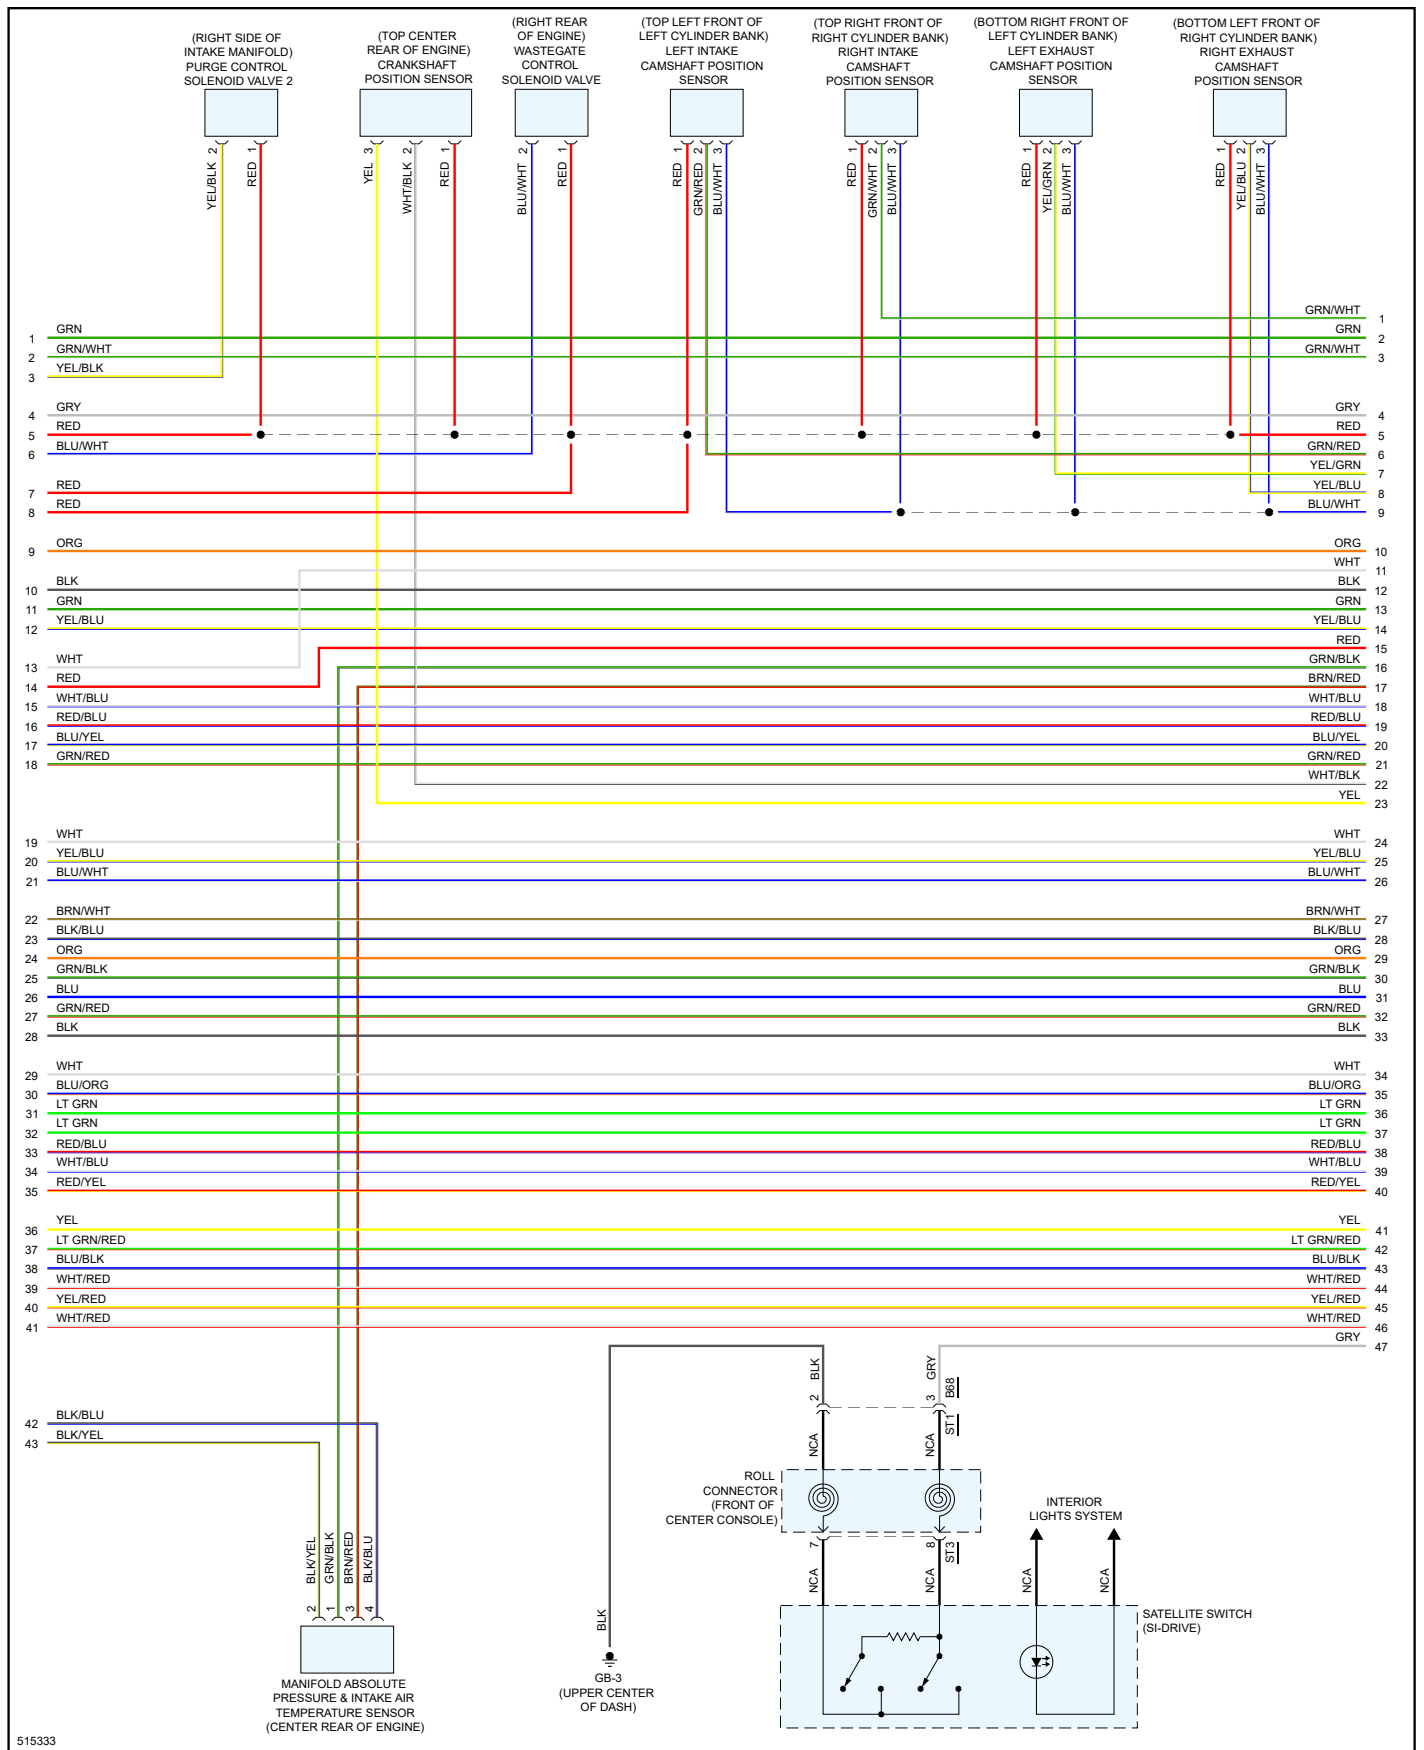 (RIGHT SIDE OF
INTAKE MANIFOLD)
PURGE CONTROL
SOLENOID VALVE 2
(TOP CENTER
REAR OF ENGINE)
CRANKSHAFT
POSITION SENSOR
(RIGHT REAR
OF ENGINE)
WASTEGATE
CONTROL
SOLENOID VALVE
(TOP LEFT FRONT OF
LEFT CYLINDER BANK)
LEFT INTAKE
CAMSHAFT POSITION
SENSOR
(TOP RIGHT FRONT OF
RIGHT CYLINDER BANK)
RIGHT INTAKE
CAMSHAFT
POSITION SENSOR
(BOTTOM RIGHT FRONT OF
LEFT CYLINDER BANK)
LEFT EXHAUST
CAMSHAFT POSITION
SENSOR
(BOTTOM LEFT FRONT OF
RIGHT CYLINDER BANK)
RIGHT EXHAUST
CAMSHAFT
POSITION SENSOR
YEL/BLK 2
RED 1
YEL 3
WHT/BLK 2
RED 1
BLU/WHT 2
RED 1
RED 1
GRN/RED 2
BLU/WHT 3
RED 1
GRN/WHT 2
BLU/WHT 3
RED 1
YEL/GRN 2
BLU/WHT 3
RED 1
YEL/BLU 2
BLU/WHT 3
GRN/WHT 1
1 GRN GRN 2
2 GRN/WHT GRN/WHT 3
3 YEL/BLK
4 GRY GRY 4
5 RED RED 5
6 BLU/WHT GRN/RED 6
YEL/GRN 7
7 RED YEL/BLU 8
8 RED BLU/WHT 9
9 ORG ORG 10
WHT 11
10 BLK BLK 12
11 GRN GRN 13
12 YEL/BLU YEL/BLU 14
RED 15
13 WHT GRN/BLK 16
14 RED BRN/RED 17
15 WHT/BLU WHT/BLU 18
16 RED/BLU RED/BLU 19
17 BLU/YEL BLU/YEL 20
18 GRN/RED GRN/RED 21
WHT/BLK 22
YEL 23
19 WHT WHT 24
20 YEL/BLU YEL/BLU 25
21 BLU/WHT BLU/WHT 26
22 BRN/WHT BRN/WHT 27
23 BLK/BLU BLK/BLU 28
24 ORG ORG 29
25 GRN/BLK GRN/BLK 30
26 BLU BLU 31
27 GRN/RED GRN/RED 32
28 BLK BLK 33
29 WHT WHT 34
30 BLU/ORG BLU/ORG 35
31 LT GRN LT GRN 36
32 LT GRN LT GRN 37
33 RED/BLU RED/BLU 38
34 WHT/BLU WHT/BLU 39
35 RED/YEL RED/YEL 40
36 YEL YEL 41
37 LT GRN/RED LT GRN/RED 42
38 BLU/BLK BLU/BLK 43
39 WHT/RED WHT/RED 44
40 YEL/RED YEL/RED 45
41 WHT/RED WHT/RED 46
GRY 47
BLK 2
GRY 3
B68
ST1
42 BLK/BLU
43 BLK/YEL
NCA
NCA
ROLL
CONNECTOR
(FRONT OF
CENTER CONSOLE)
INTERIOR
LIGHTS SYSTEM
7
8
ST3
NCA
NCA
NCA
NCA
BLK/YEL 2
GRN/BLK 1
BRN/RED 3
BLK/BLU 4
BLK
SATELLITE SWITCH
(SI-DRIVE)
GB-3
(UPPER CENTER
OF DASH)
MANIFOLD ABSOLUTE
PRESSURE & INTAKE AIR
TEMPERATURE SENSOR
(CENTER REAR OF ENGINE)
515333